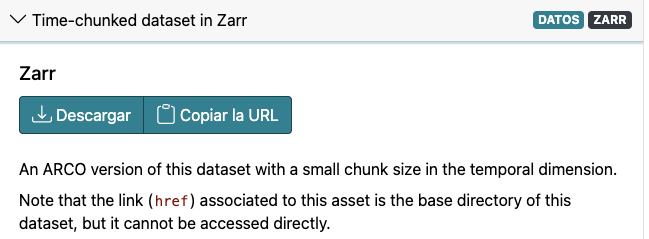 Time-chunked dataset in Zarr DATOS ZARR
Zarr
Descargar Copiar la URL
An ARCO version of this dataset with a small chunk size in the temporal dimension.
Note that the link (href) associated to this asset is the base directory of this
dataset, but it cannot be accessed directly.